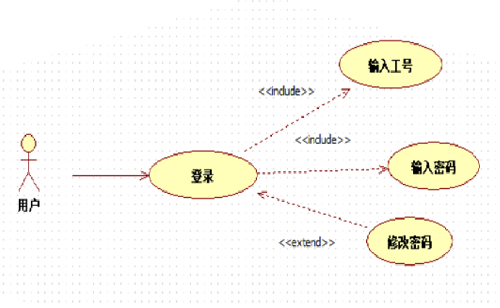 输入工号
<<include>>
<<include>>
输入密码
登录
用户
<<extend>>
修改密码